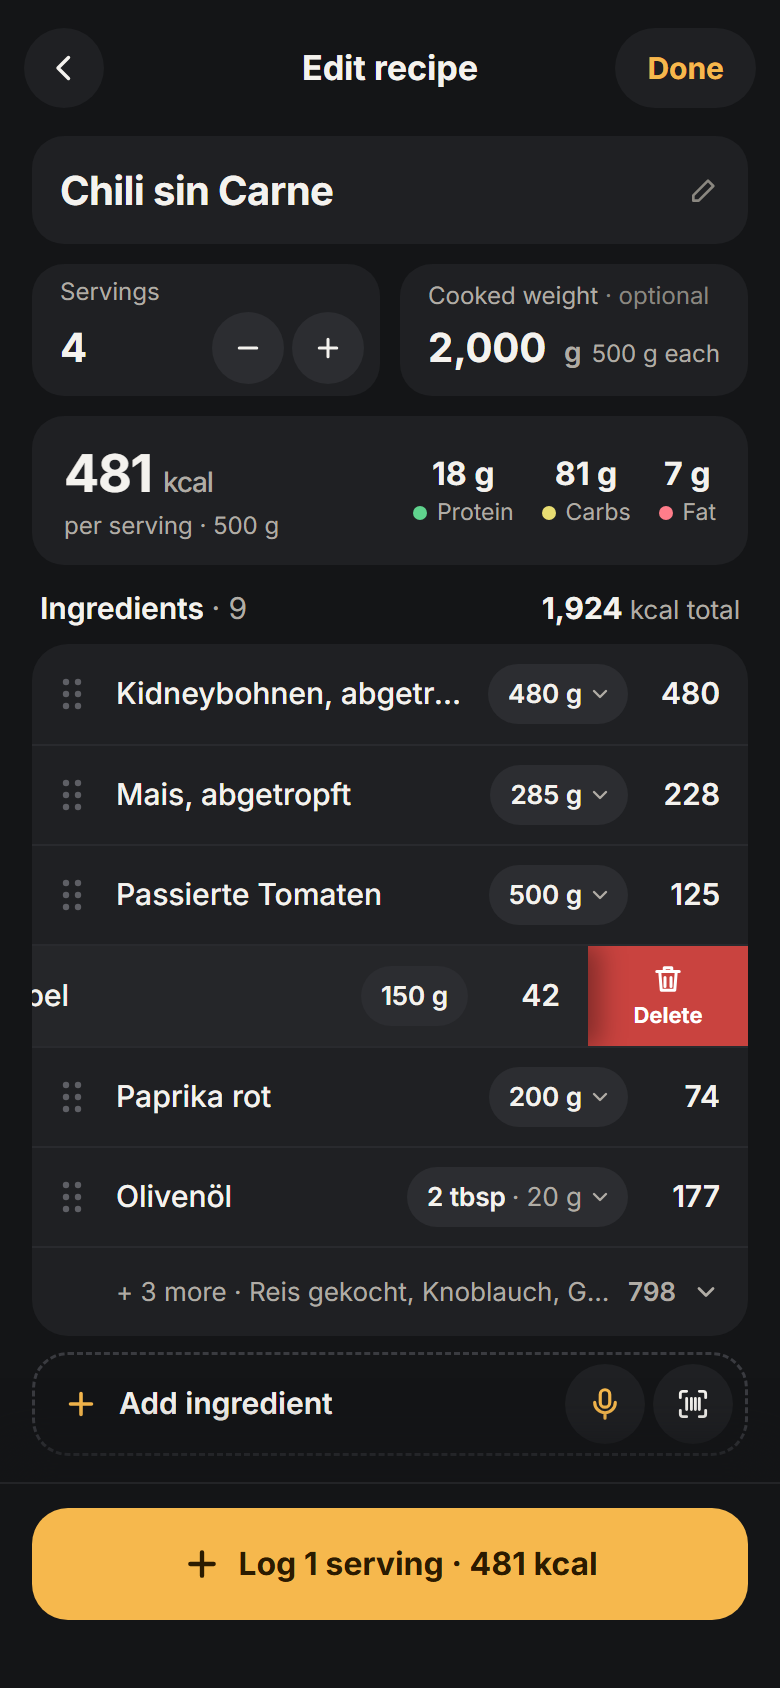 Edit recipe
Done
Chili sin Carne
Servings
4
Cooked weight · optional
2,000 g 500 g each
481 kcal
per serving · 500 g
18 g
Protein
81 g
Carbs
7 g
Fat
Ingredients · 9
1,924 kcal total
Kidneybohnen, abgetr... 480 g 480
Mais, abgetropft 285 g 228
Passierte Tomaten 500 g 125
bel 150 g 42 Delete
Paprika rot 200 g 74
Olivenöl 2 tbsp · 20 g 177
+ 3 more · Reis gekocht, Knoblauch, G... 798
+ Add ingredient
+ Log 1 serving · 481 kcal